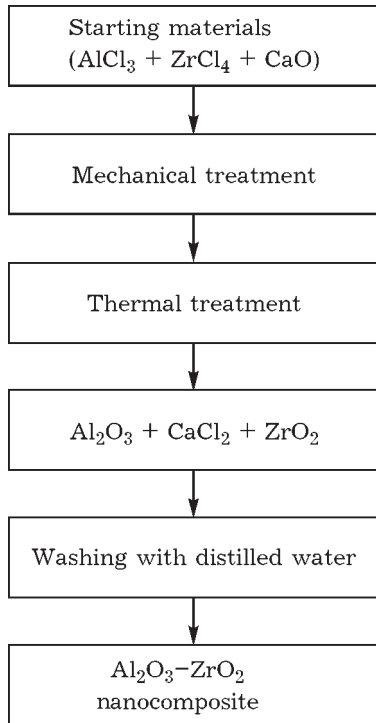 Starting materials
(AlCl₃ + ZrCl₄ + CaO)
Mechanical treatment
Thermal treatment
Al₂O₃ + CaCl₂ + ZrO₂
Washing with distilled water
Al₂O₃−ZrO₂
nanocomposite